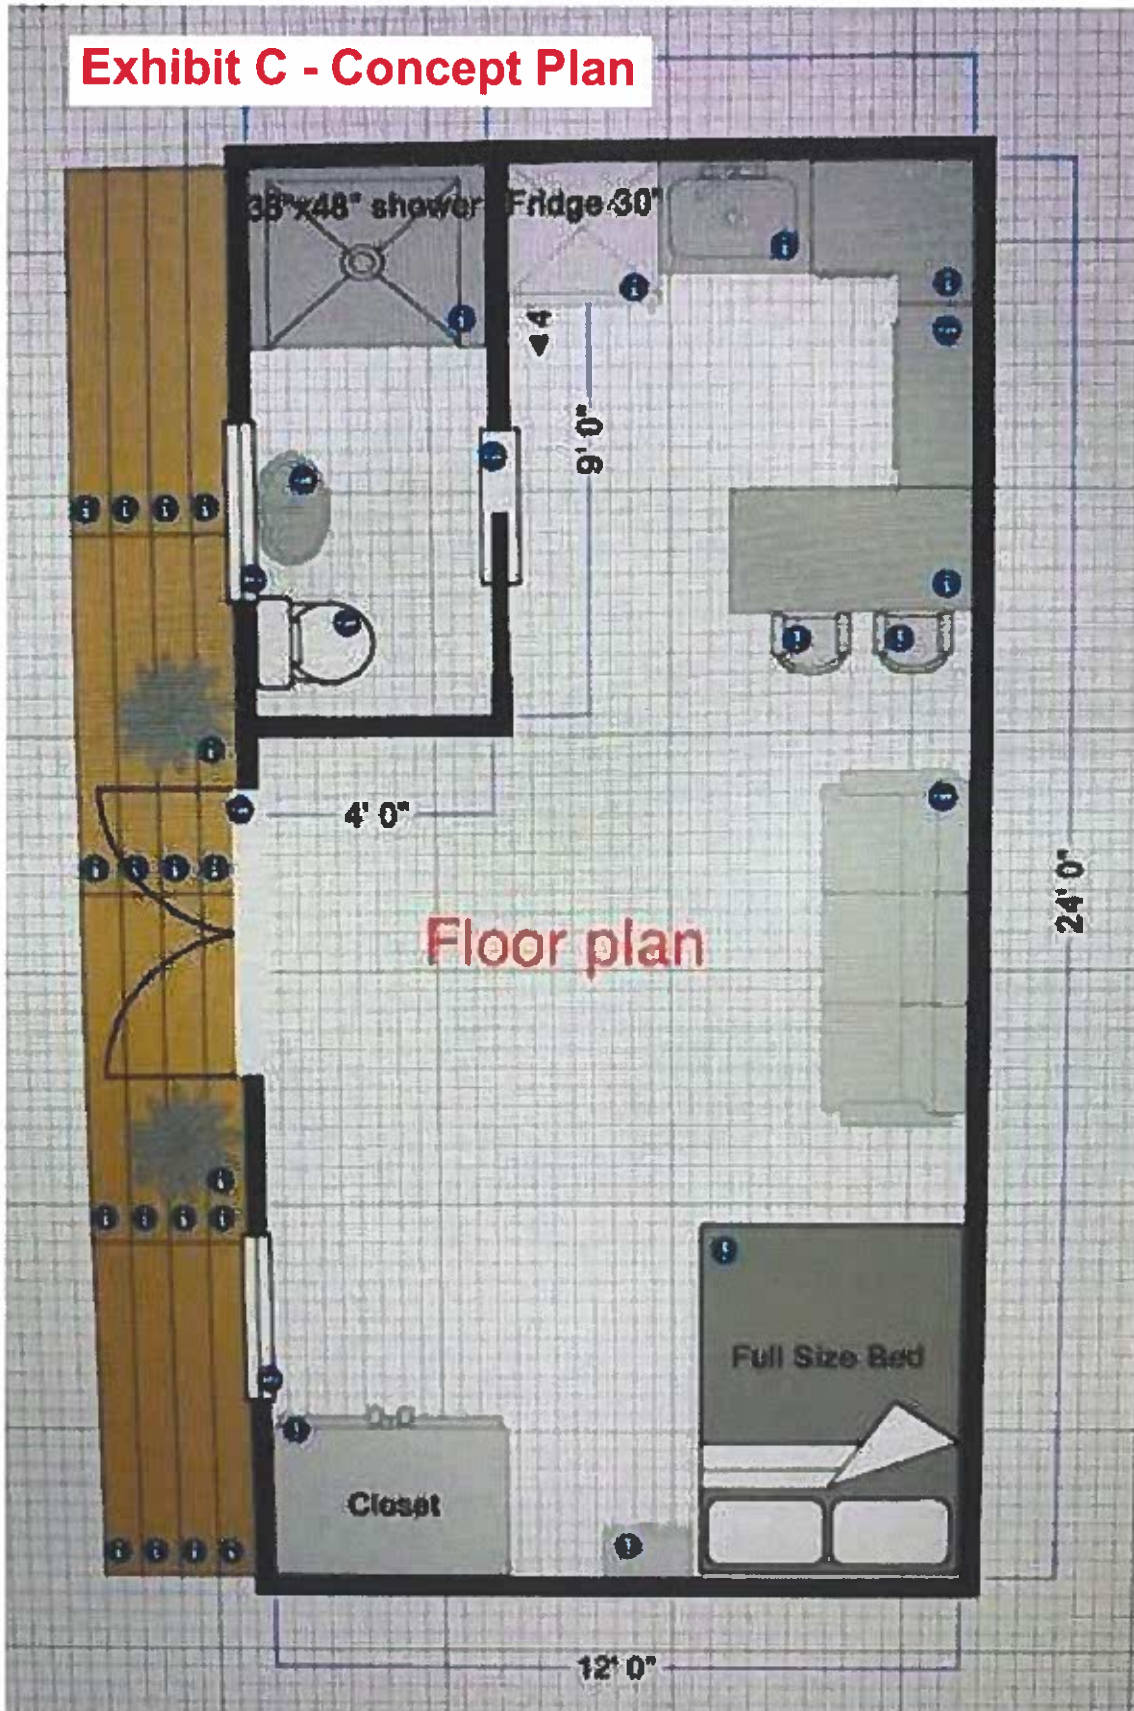 Exhibit C - Concept Plan
36"x48" shower
Fridge 30"
4
9' 0"
4' 0"
24' 0"
Floor plan
Full Size Bed
Closet
12' 0"